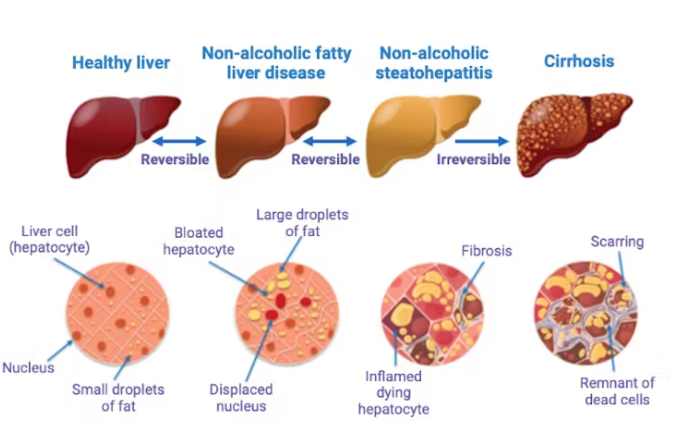 Healthy liver
Non-alcoholic fatty
liver disease
Non-alcoholic
steatohepatitis
Cirrhosis
Reversible
Reversible
Irreversible
Liver cell
(hepatocyte)
Bloated
hepatocyte
Large droplets
of fat
Fibrosis
Scarring
Nucleus
Small droplets
of fat
Displaced
nucleus
Inflamed
dying
hepatocyte
Remnant of
dead cells